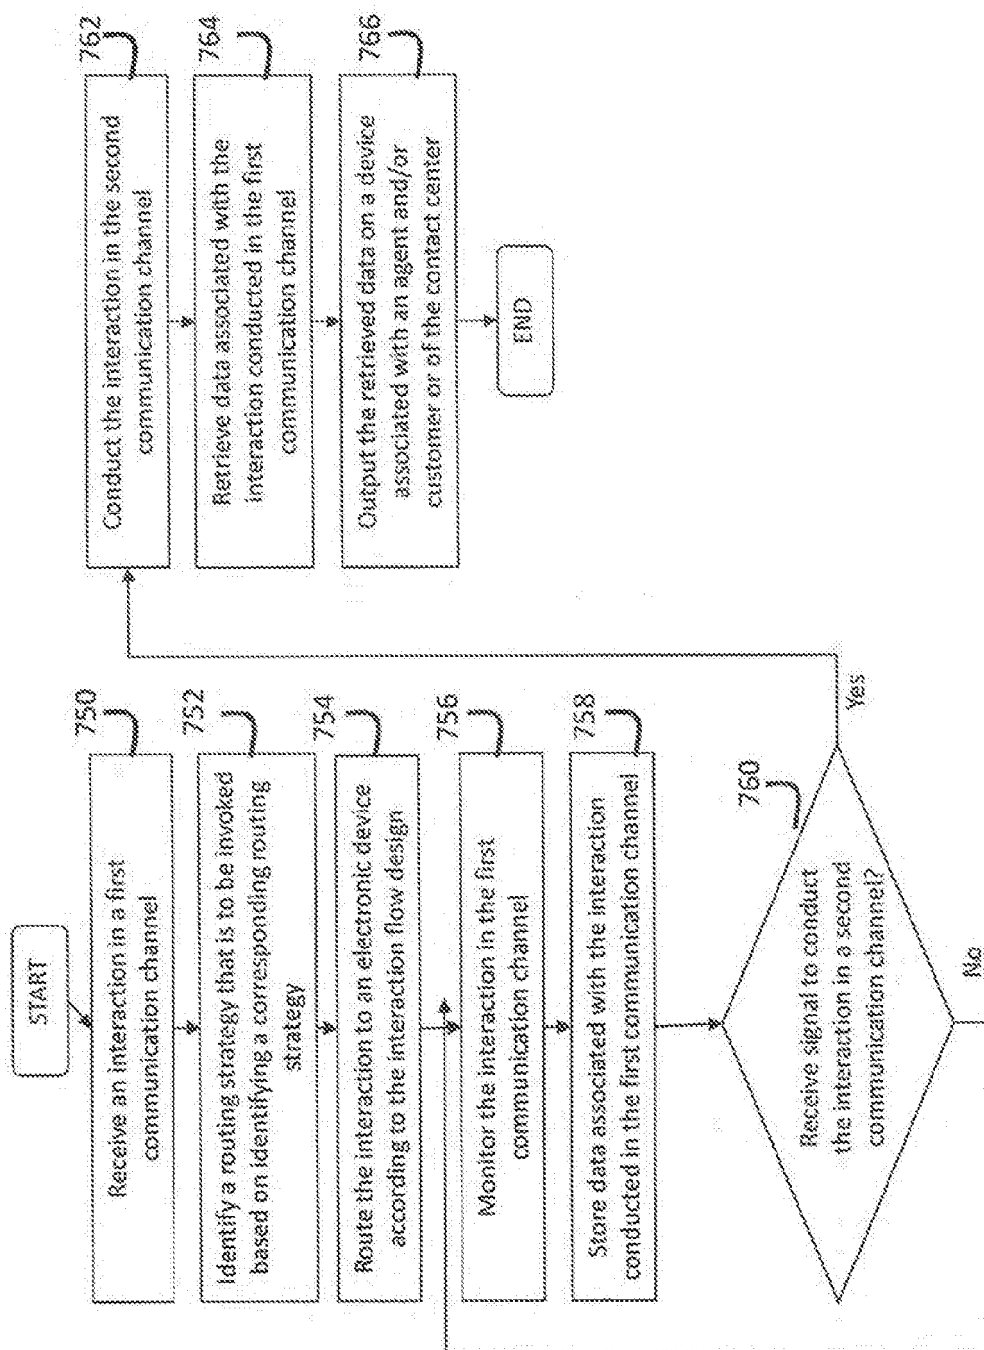 START
750
Receive an interaction in a first
communication channel
752
Identify a routing strategy that is to be invoked
based on identifying a corresponding routing
strategy
754
Route the interaction to an electronic device
according to the interaction flow design
756
Monitor the interaction in the first
communication channel
758
Store data associated with the interaction
conducted in the first communication channel
760
Receive signal to conduct
the interaction in a second
communication channel?
No
Yes
762
Conduct the interaction in the second
communication channel
764
Retrieve data associated with the
interaction conducted in the first
communication channel
766
Output the retrieved data on a device
associated with an agent and/or
customer or of the contact center
END